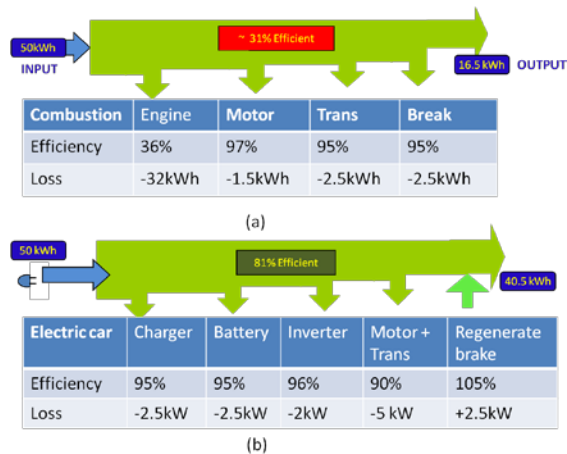 ~ 31% Efficient
50kWh
INPUT
16.5 kWh OUTPUT
Combustion Engine Motor Trans Break
Efficiency 36% 97% 95% 95%
Loss -32kWh -1.5kWh -2.5kWh -2.5kWh
(a)
50 kWh
81% Efficient
40.5 kWh
Electric car Charger Battery Inverter Motor + Trans Regenerate brake
Efficiency 95% 95% 96% 90% 105%
Loss -2.5kW -2.5kW -2kW -5 kW +2.5kW
(b)